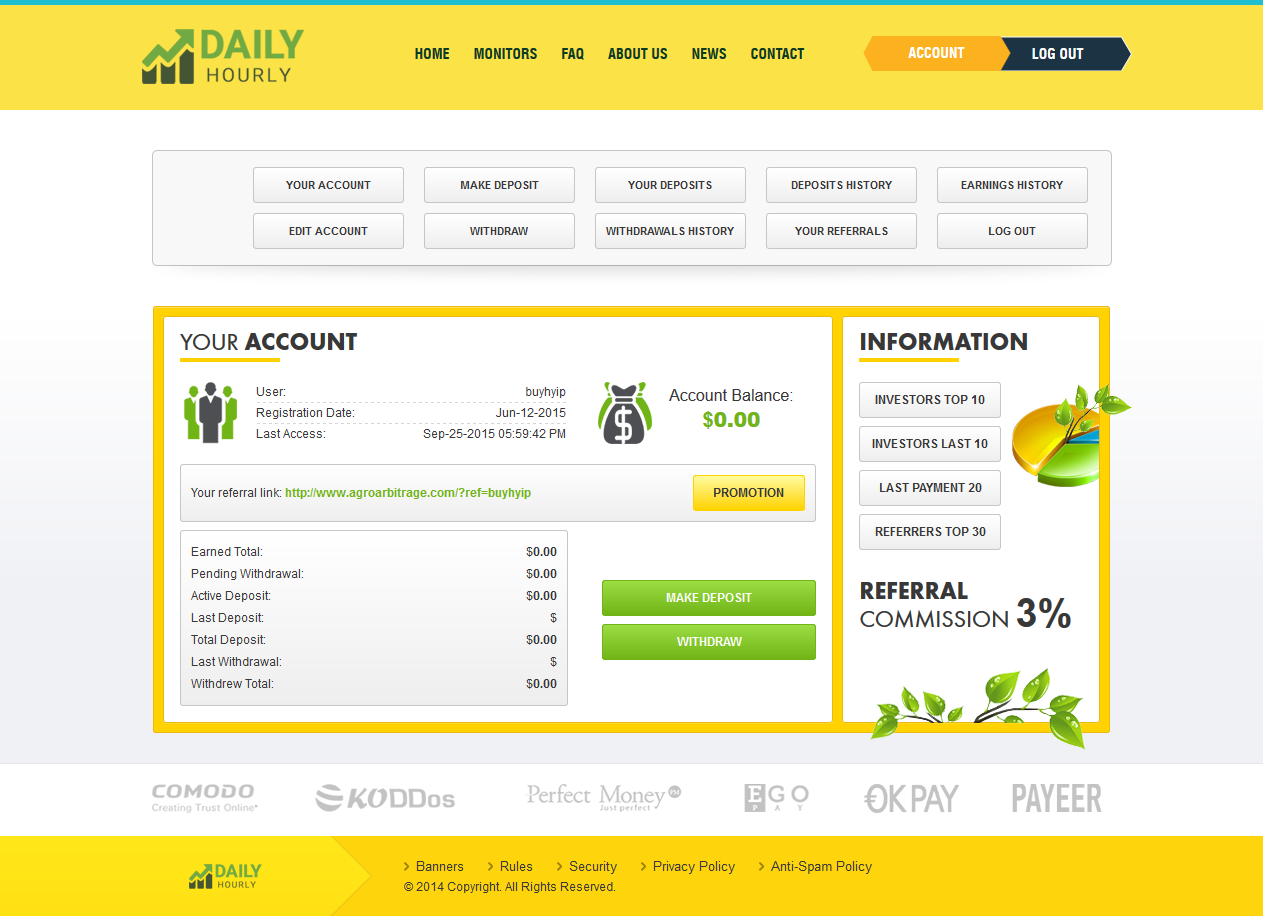 DAILY
HOURLY
HOME MONITORS FAQ ABOUT US NEWS CONTACT
ACCOUNT LOG OUT
YOUR ACCOUNT MAKE DEPOSIT YOUR DEPOSITS DEPOSITS HISTORY EARNINGS HISTORY
EDIT ACCOUNT WITHDRAW WITHDRAWALS HISTORY YOUR REFERRALS LOG OUT
YOUR ACCOUNT
User: buyhyip
Registration Date: Jun-12-2015
Last Access: Sep-25-2015 05:59:42 PM
$
Account Balance:
$0.00
Your referral link: http://www.agroarbitrage.com/?ref=buyhyip
PROMOTION
Earned Total: $0.00
Pending Withdrawal: $0.00
Active Deposit: $0.00
Last Deposit: $
Total Deposit: $0.00
Last Withdrawal: $
Withdrew Total: $0.00
MAKE DEPOSIT
WITHDRAW
INFORMATION
INVESTORS TOP 10
INVESTORS LAST 10
LAST PAYMENT 20
REFERRERS TOP 30
REFERRAL
COMMISSION 3%
COMODO
Creating Trust Online*
KODDos
Perfect Money PM
Just perfect
EGO
PAY
OKPAY
PAYEER
DAILY
HOURLY
Banners Rules Security Privacy Policy Anti-Spam Policy
© 2014 Copyright. All Rights Reserved.